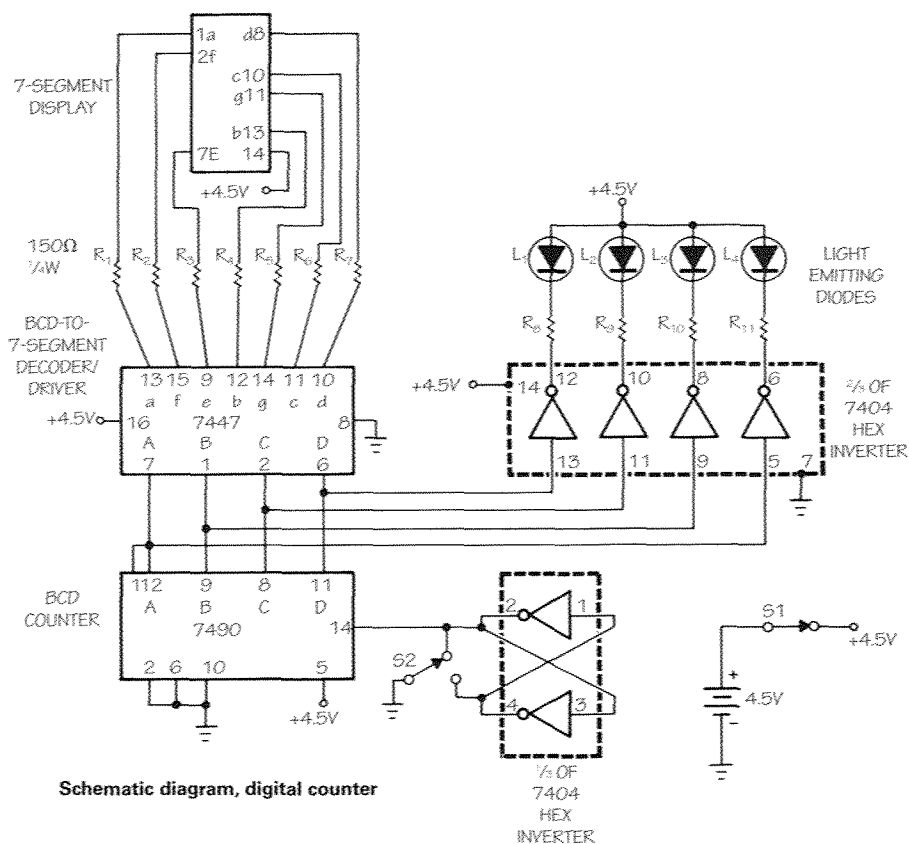 1a
d8
2f
c10
g11
b13
7E
14
7-SEGMENT
DISPLAY
+4.5V
150Ω
¼W
R1
R2
R3
R4
R5
R6
R7
BCD-TO-
7-SEGMENT
DECODER/
DRIVER
13 15 9 12 14 11 10
a f e b g c d
+4.5V
16
7447
8
A B C D
7 1 2 6
+4.5V
L1
L2
L3
L4
LIGHT
EMITTING
DIODES
R8
R9
R10
R11
+4.5V
14
12
10
8
6
13
11
9
5
7
⅔ OF
7404
HEX
INVERTER
BCD
COUNTER
112 9 8 11
A B C D
7490
14
2 6 10 5
+4.5V
S2
2
1
4
3
⅓ OF
7404
HEX
INVERTER
S1
+4.5V
+
4.5V
−
Schematic diagram, digital counter